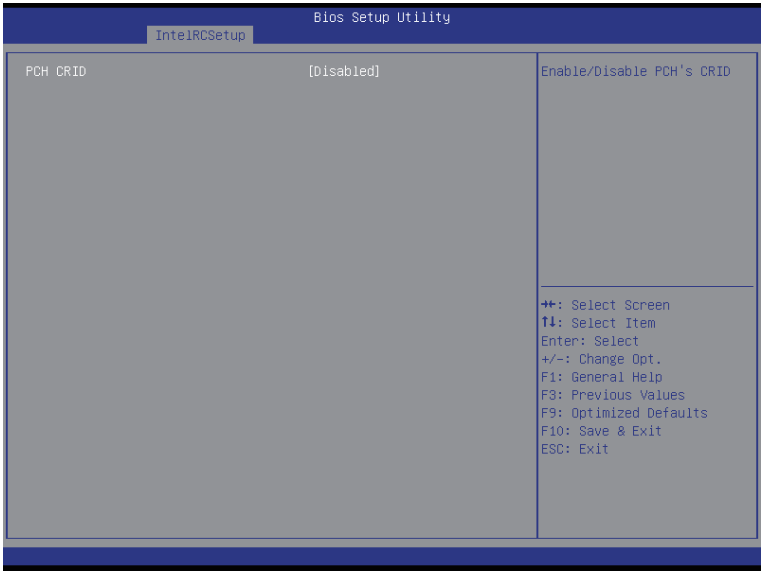 Bios Setup Utility
IntelRCSetup
PCH CRID [Disabled]
Enable/Disable PCH's CRID
→←: Select Screen
↑↓: Select Item
Enter: Select
+/-: Change Opt.
F1: General Help
F3: Previous Values
F9: Optimized Defaults
F10: Save & Exit
ESC: Exit